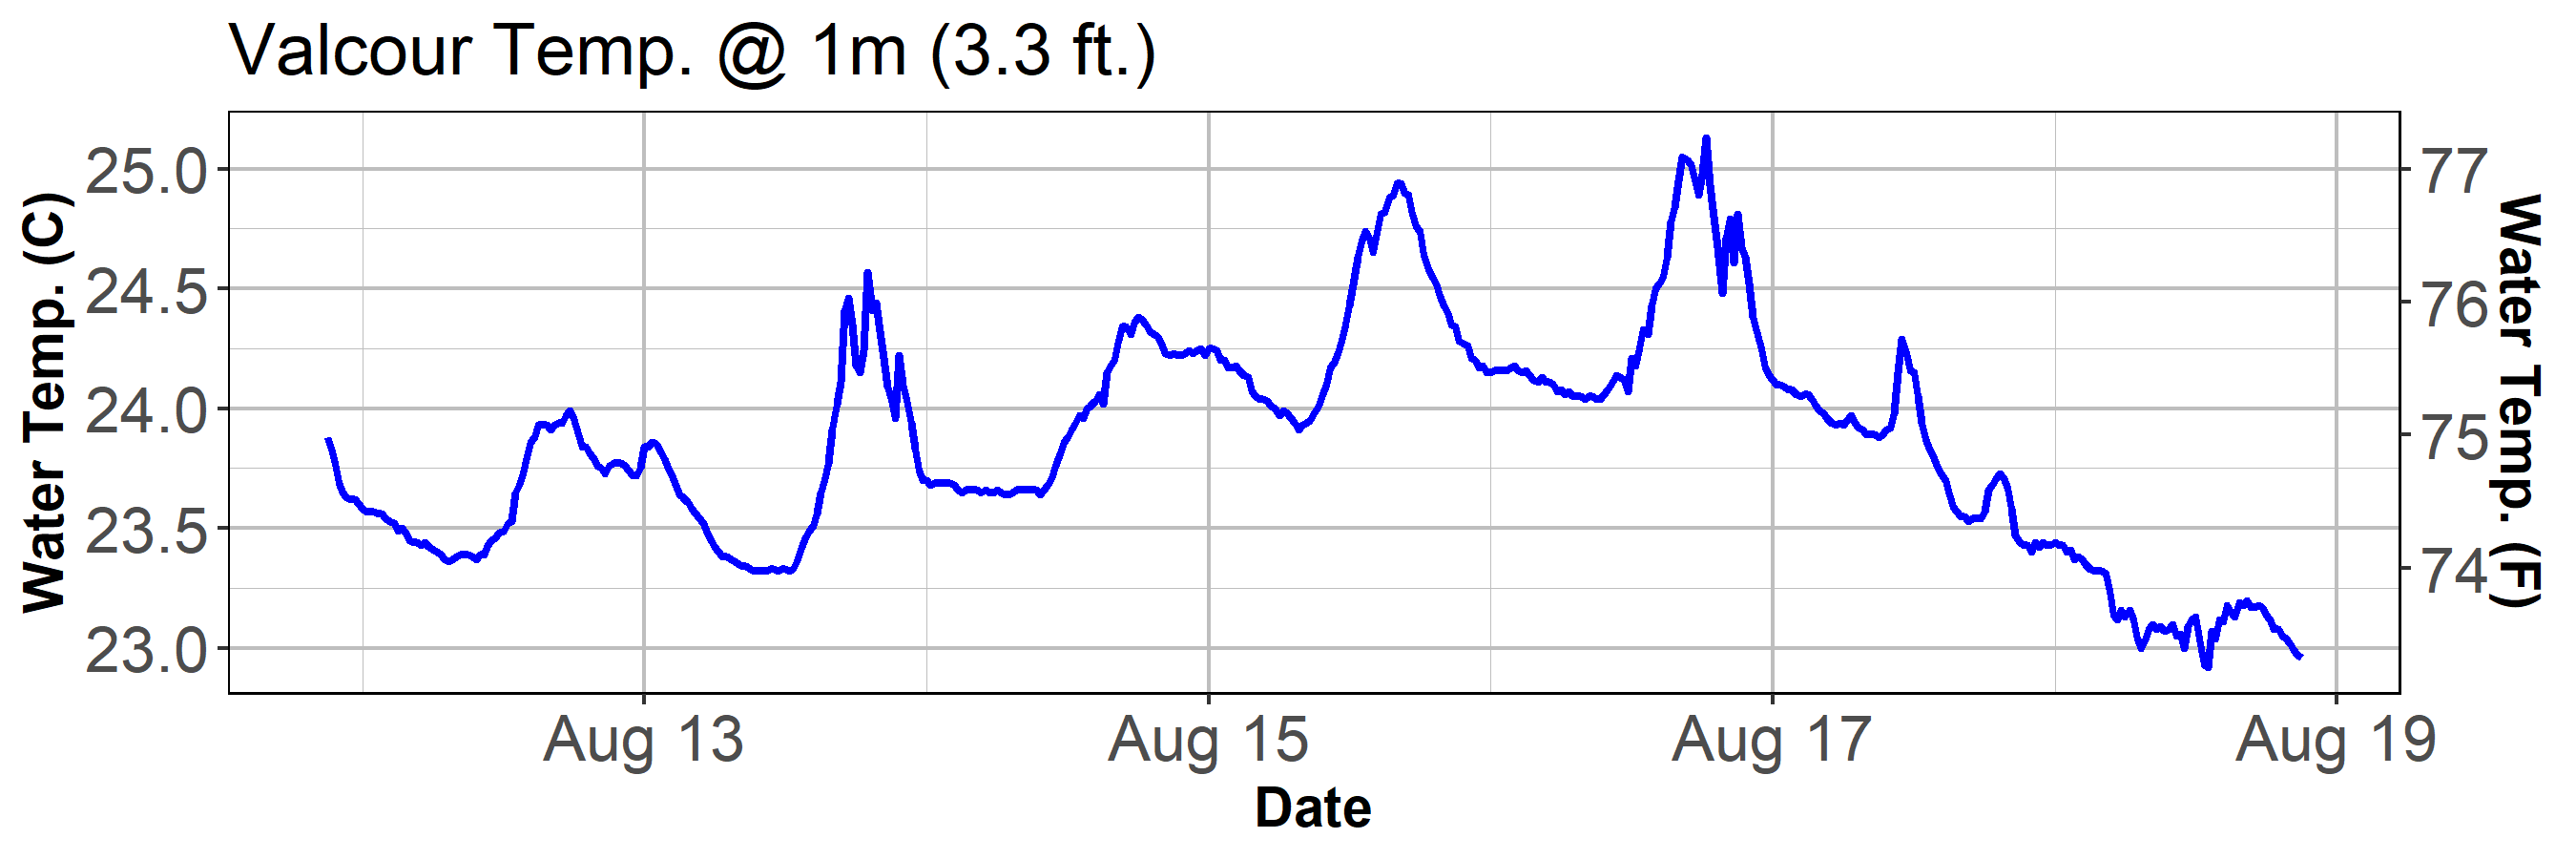 Valcour Temp. @ 1m (3.3 ft.)
Water Temp. (C)
25.0
24.5
24.0
23.5
23.0
77
76
75
74
Water Temp. (F)
Aug 13
Aug 15
Aug 17
Aug 19
Date